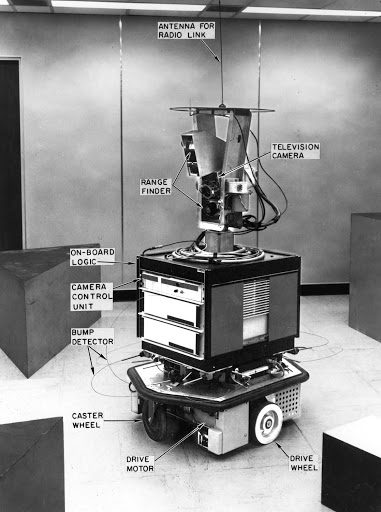 ANTENNA FOR
RADIO LINK
TELEVISION
CAMERA
RANGE
FINDER
ON-BOARD
LOGIC
CAMERA
CONTROL
UNIT
BUMP
DETECTOR
CASTER
WHEEL
DRIVE
MOTOR
DRIVE
WHEEL